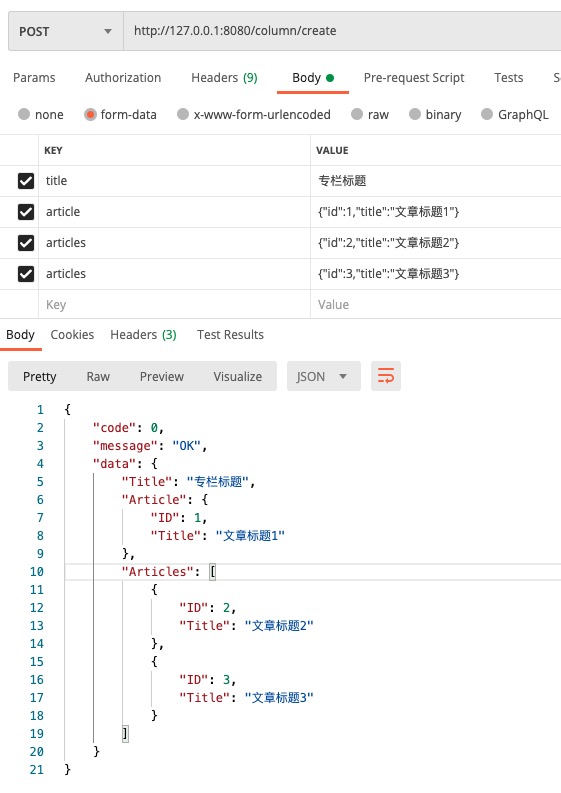 POST http://127.0.0.1:8080/column/create
Params Authorization Headers (9) Body Pre-request Script Tests S
none form-data x-www-form-urlencoded raw binary GraphQL
KEY VALUE
title 专栏标题
article {"id":1,"title":"文章标题1"}
articles {"id":2,"title":"文章标题2"}
articles {"id":3,"title":"文章标题3"}
Key Value
Body Cookies Headers (3) Test Results
Pretty Raw Preview Visualize JSON
1 {
2 "code": 0,
3 "message": "OK",
4 "data": {
5 "Title": "专栏标题",
6 "Article": {
7 "ID": 1,
8 "Title": "文章标题1"
9 },
10 "Articles": [
11 {
12 "ID": 2,
13 "Title": "文章标题2"
14 },
15 {
16 "ID": 3,
17 "Title": "文章标题3"
18 }
19 ]
20 }
21 }